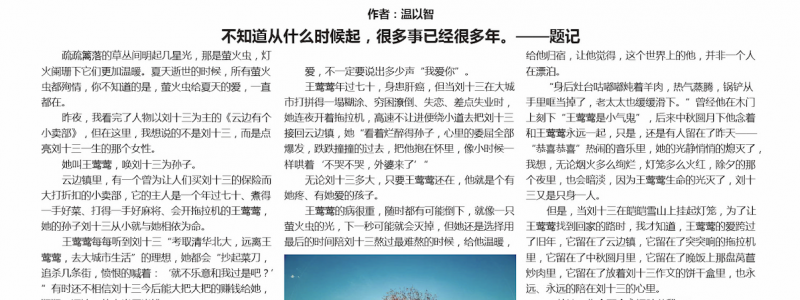 作者：温以智
不知道从什么时候起，很多事已经很多年。——题记
疏疏篱落的草丛间明起几星光，那是萤火虫，灯
火阑珊下它们更加温暖。夏天逝世的时候，所有萤火
虫都殉情，你不知道的是，萤火虫给夏天的爱，一直
都在。
昨夜，我看完了人物以刘十三为主的《云边有个
小卖部》，但在这里，我想说的不是刘十三，而是点
亮刘十三一生的那个女性。
她叫王莺莺，唤刘十三为孙子。
云边镇里，有一个曾为让人们买刘十三的保险而
大打折扣的小卖部，它的主人是一个年过七十、煮得
一手好菜、打得一手好麻将、会开拖拉机的王莺莺，
她的孙子刘十三从小就与她相依为命。
王莺莺每每听到刘十三“考取清华北大，远离王
莺莺，去大城市生活”的理想，她都会“抄起菜刀，
追杀几条街，愤恨的喊着：‘就不乐意和我过是吧？’
”有时还不相信刘十三今后能大把大把的赚钱给她，
爱，不一定要说出多少声“我爱你”。
王莺莺年过七十，身患肝癌，但当刘十三在大城
市打拼得一塌糊涂、穷困潦倒、失恋、差点失业时，
她连夜开着拖拉机，高速不让进便绕小道去把刘十三
接回云边镇，她“看着烂醉得孙子，心里的委屈全部
爆发，跌跌撞撞的过去，把他抱在怀里，像小时候一
样哄着‘不哭不哭，外婆来了’”
无论刘十三多大，只要王莺莺还在，他就是个有
她疼、有她爱的孩子。
王莺莺的病很重，随时都有可能倒下，就像一只
萤火虫的光，下一秒可能就会灭掉，但她还是选择用
最后的时间陪刘十三熬过最难熬的时候，给他温暖，
给他归宿，让他觉得，这个世界上的他，并非一个人
在漂泊。
“身后灶台咕嘟嘟炖着羊肉，热气蒸腾，锅铲从
手里哐当掉了，老太太也缓缓滑下。”曾经他在木门
上刻下“王莺莺是小气鬼”，后来中秋圆月下他念着
和王莺莺永远一起，只是，还是有人留在了昨天——
“恭喜恭喜”热闹的音乐里，她的光静悄悄的熄灭了，
我想，无论烟火多么绚烂，灯笼多么火红，除夕的那
个夜里，也会暗淡，因为王莺莺生命的光灭了，刘十
三又是只身一人。
但是，当刘十三在皑皑雪山上挂起灯笼，为了让
王莺莺找到回家的路时，我才知道，王莺莺的爱跨过
了旧年，它留在了云边镇，它留在了突突响的拖拉机
里，它留在了中秋圆月里，它留在了晚饭上那盘莴苣
炒肉里，它留在了放着刘十三作文的饼干盒里，也永
远、永远的陪在刘十三的心里。